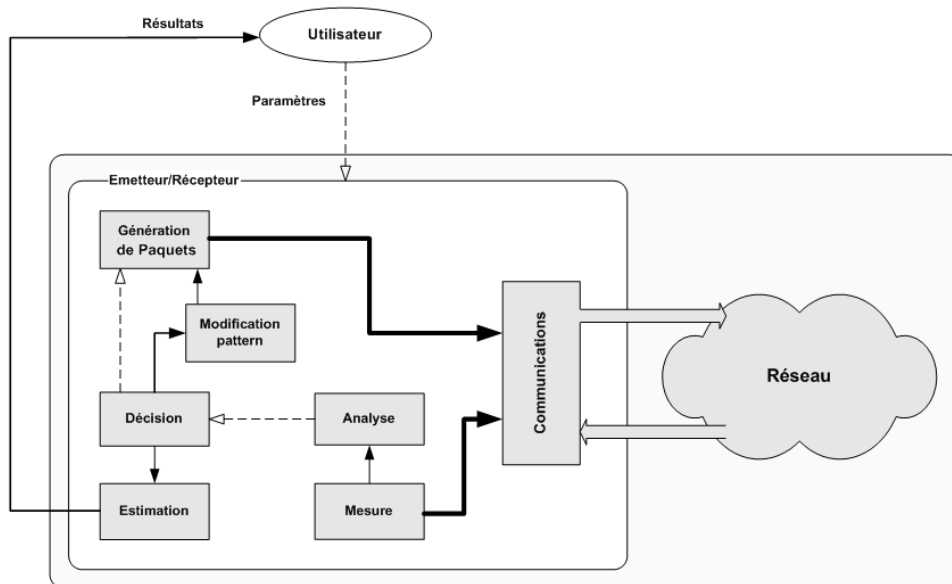 Résultats
Utilisateur
Paramètres
Emetteur/Récepteur
Génération
de Paquets
Modification
pattern
Communications
Réseau
Décision
Analyse
Estimation
Mesure